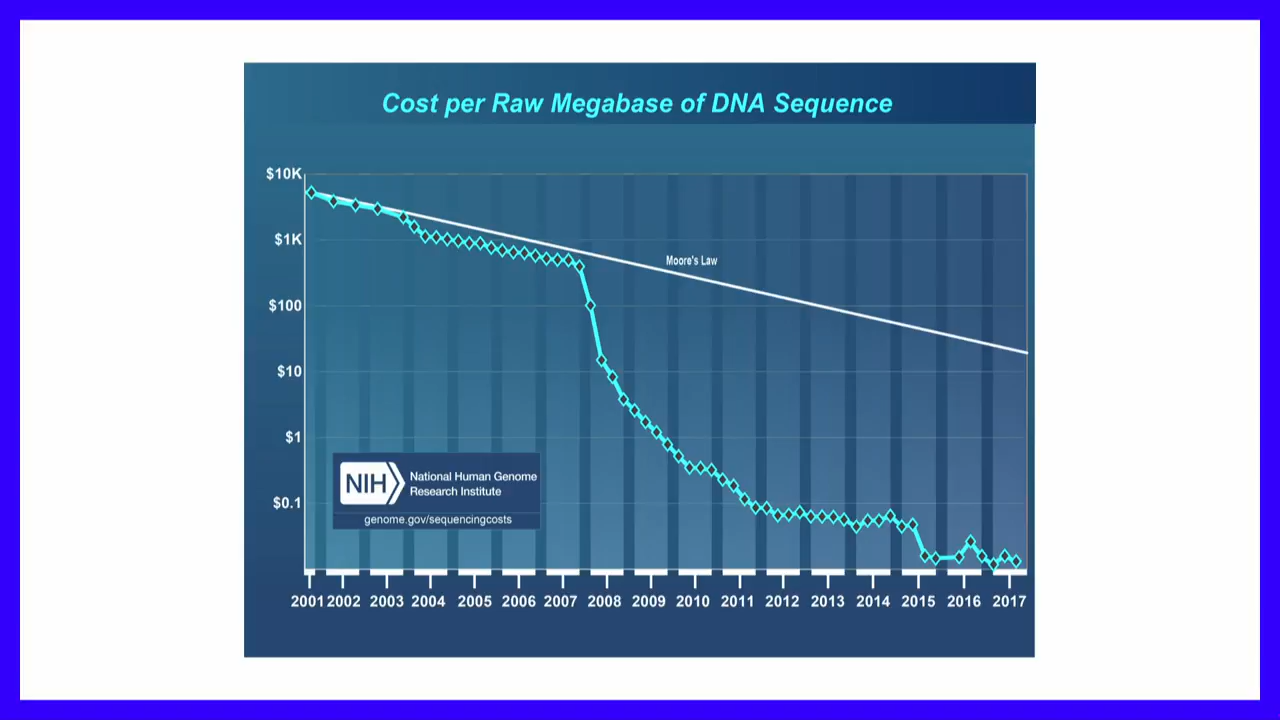 Cost per Raw Megabase of DNA Sequence
$10K
$1K
Moore's Law
$100
$10
$1
NIH
National Human Genome
Research Institute
$0.1
genome.gov/sequencingcosts
2001 2002 2003 2004 2005 2006 2007 2008 2009 2010 2011 2012 2013 2014 2015 2016 2017